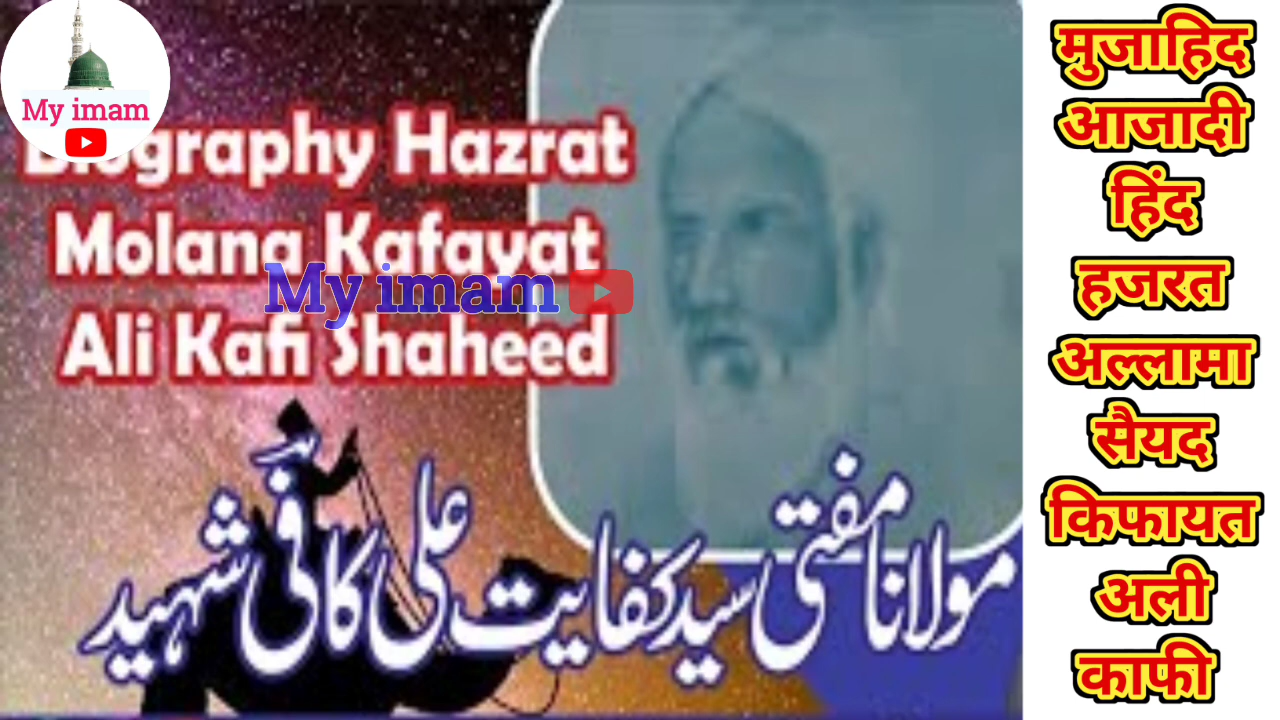 My imam
Biography Hazrat
Molana Kafayat
My imam
Ali Kafi Shaheed
مولانا مفتی سید کفایت علی کافی شہید
मुजाहिद
आजादी
हिंद
हजरत
अल्लामा
सैयद
किफायत
अली
काफी